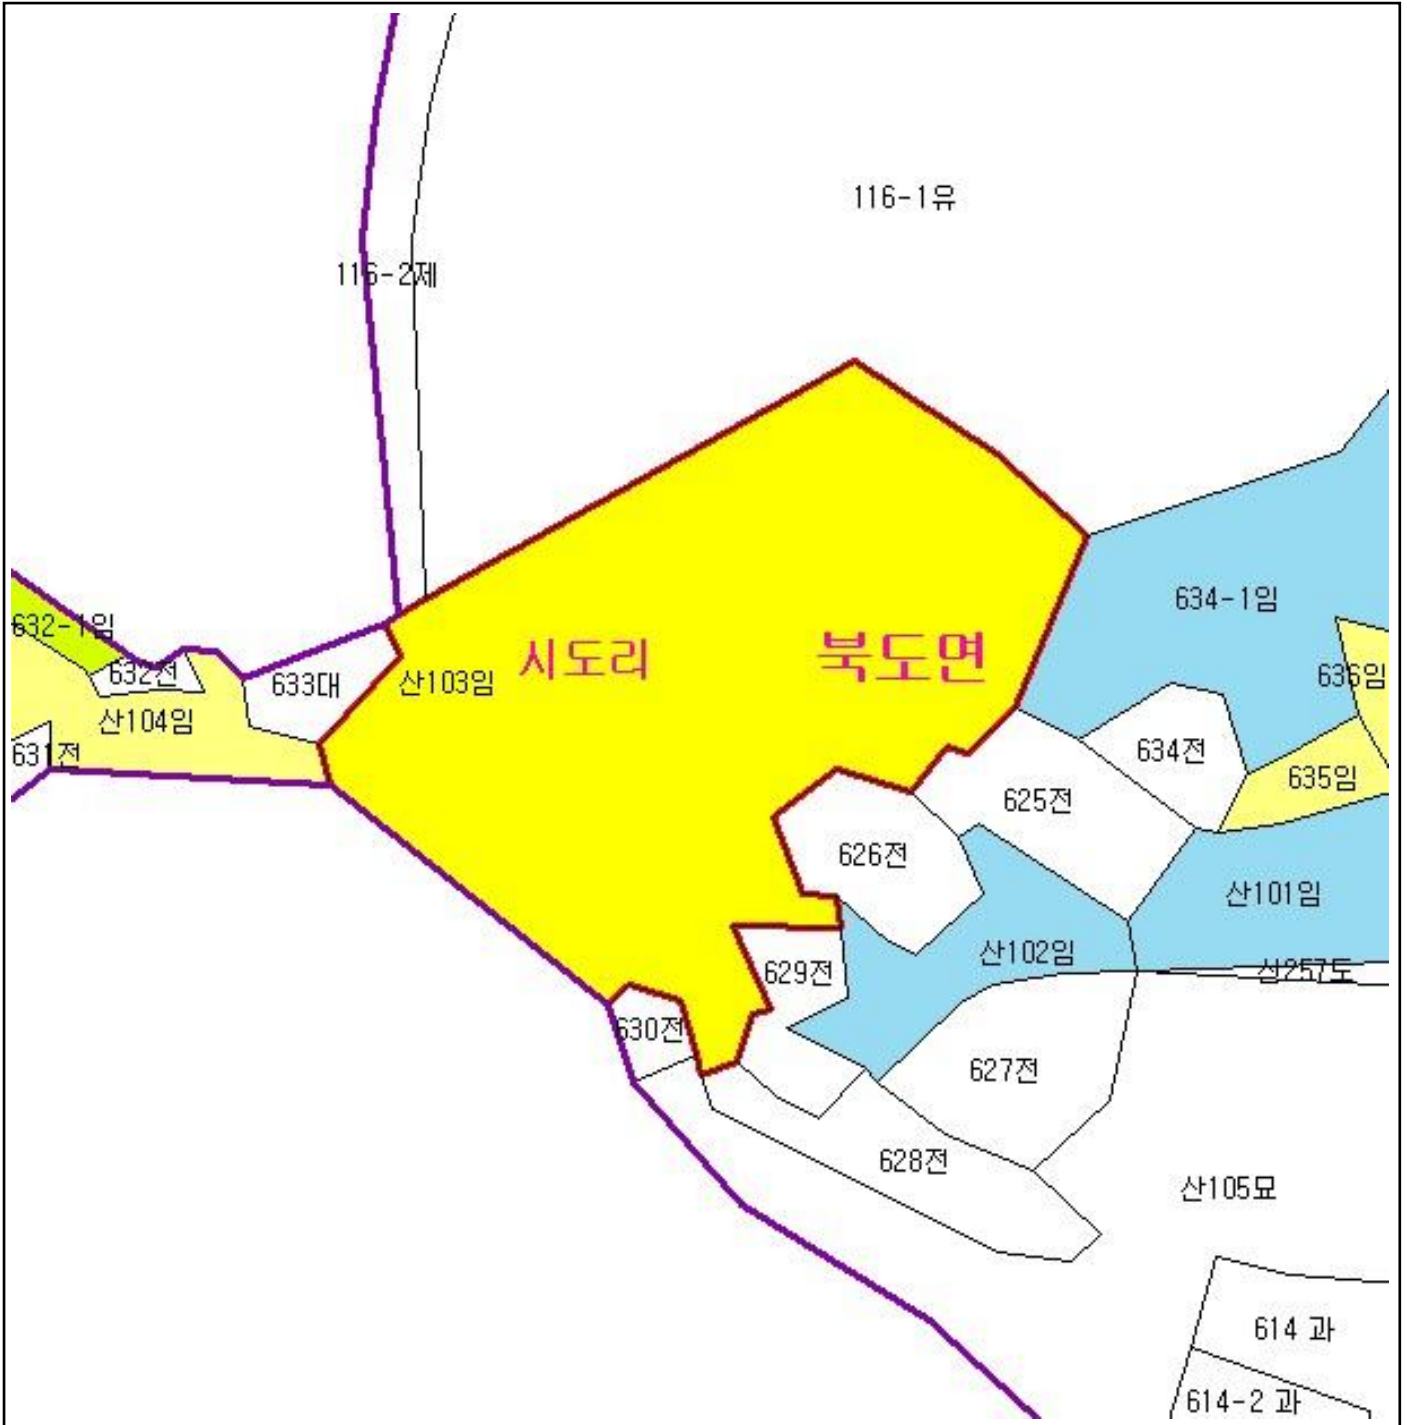 116-1유
116-2제
634-1임
632-1임
시도리
북도면
636임
632전
633대
산103임
산104임
631전
634전
635임
625전
626전
산101임
산102임
629전
산257도
630전
627전
628전
산105묘
614 과
614-2 과